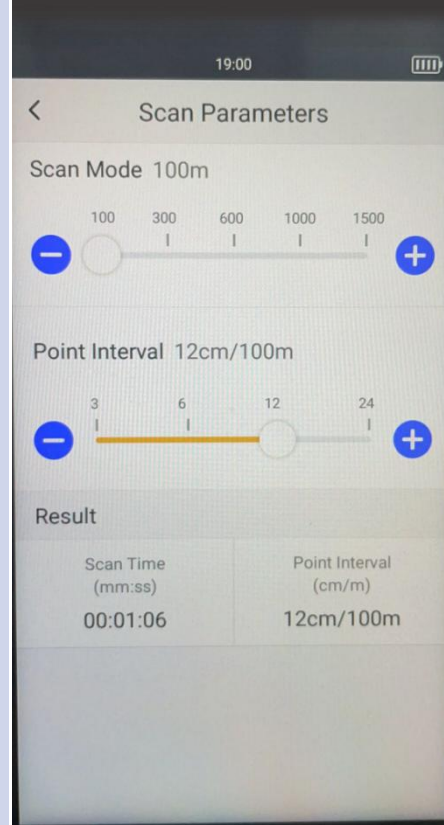 19:00
Scan Parameters
Scan Mode 100m
100 300 600 1000 1500
Point Interval 12cm/100m
3 6 12 24
Result
Scan Time
(mm:ss)
00:01:06
Point Interval
(cm/m)
12cm/100m